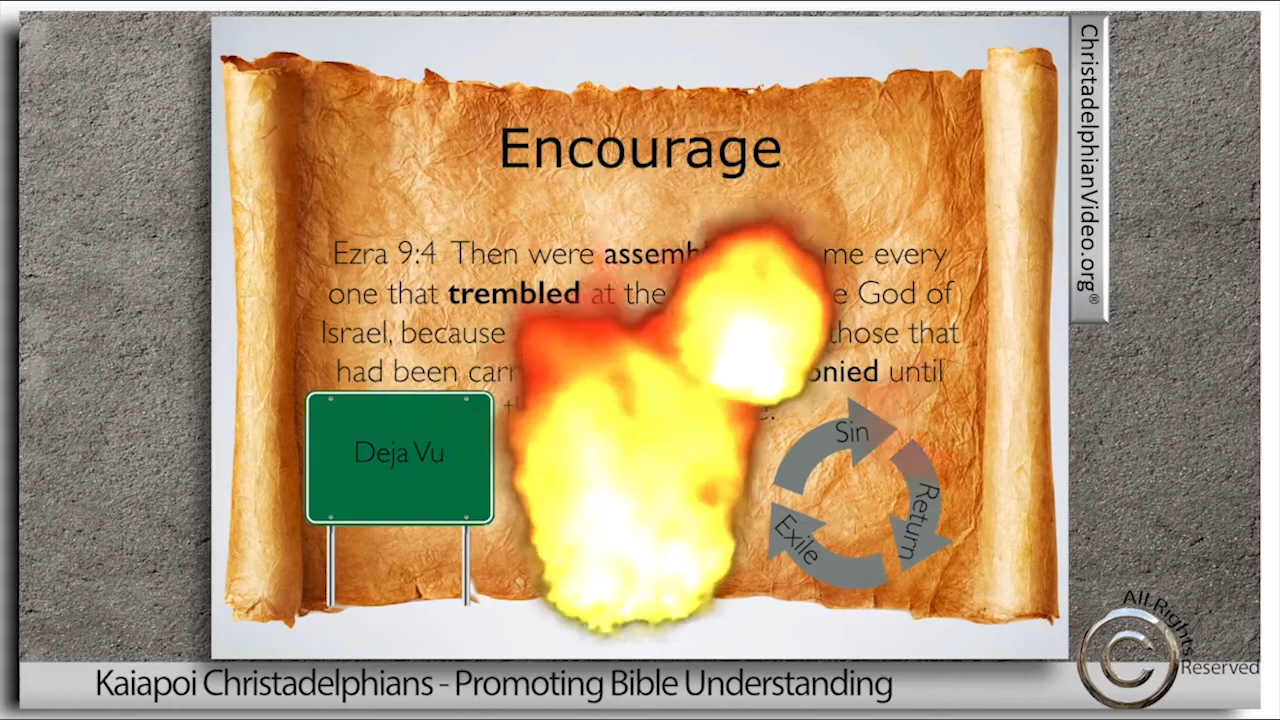 Encourage
Ezra 9:4 Then were assemb me every
one that trembled at the e God of
Israel, because those that
had been carr onied until
e.
Deja Vu
Sin
Return
Exile
ChristadelphianVideo.org®
All Rights
Reserved
Kaiapoi Christadelphians - Promoting Bible Understanding